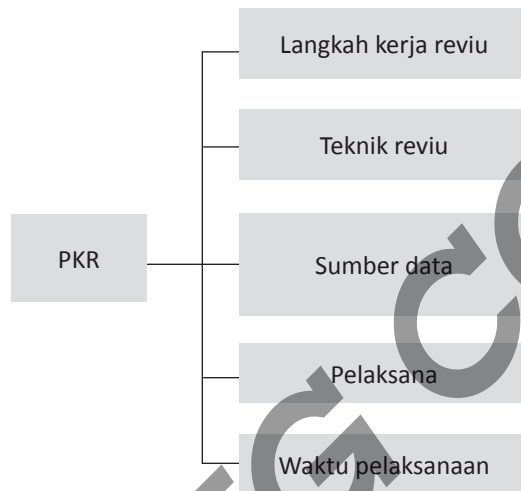 Langkah kerja reviu
Teknik reviu
PKR
Sumber data
Pelaksana
Waktu pelaksanaan